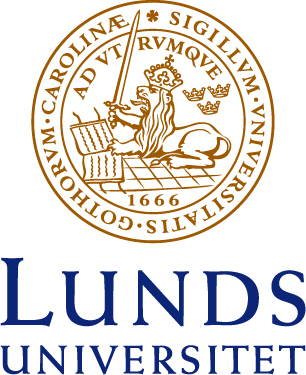 SIGILLVM · VNIVERSITATIS · GOTHORVM · CAROLINÆ
AD VTRVMQVE
1666
LUNDS
UNIVERSITET